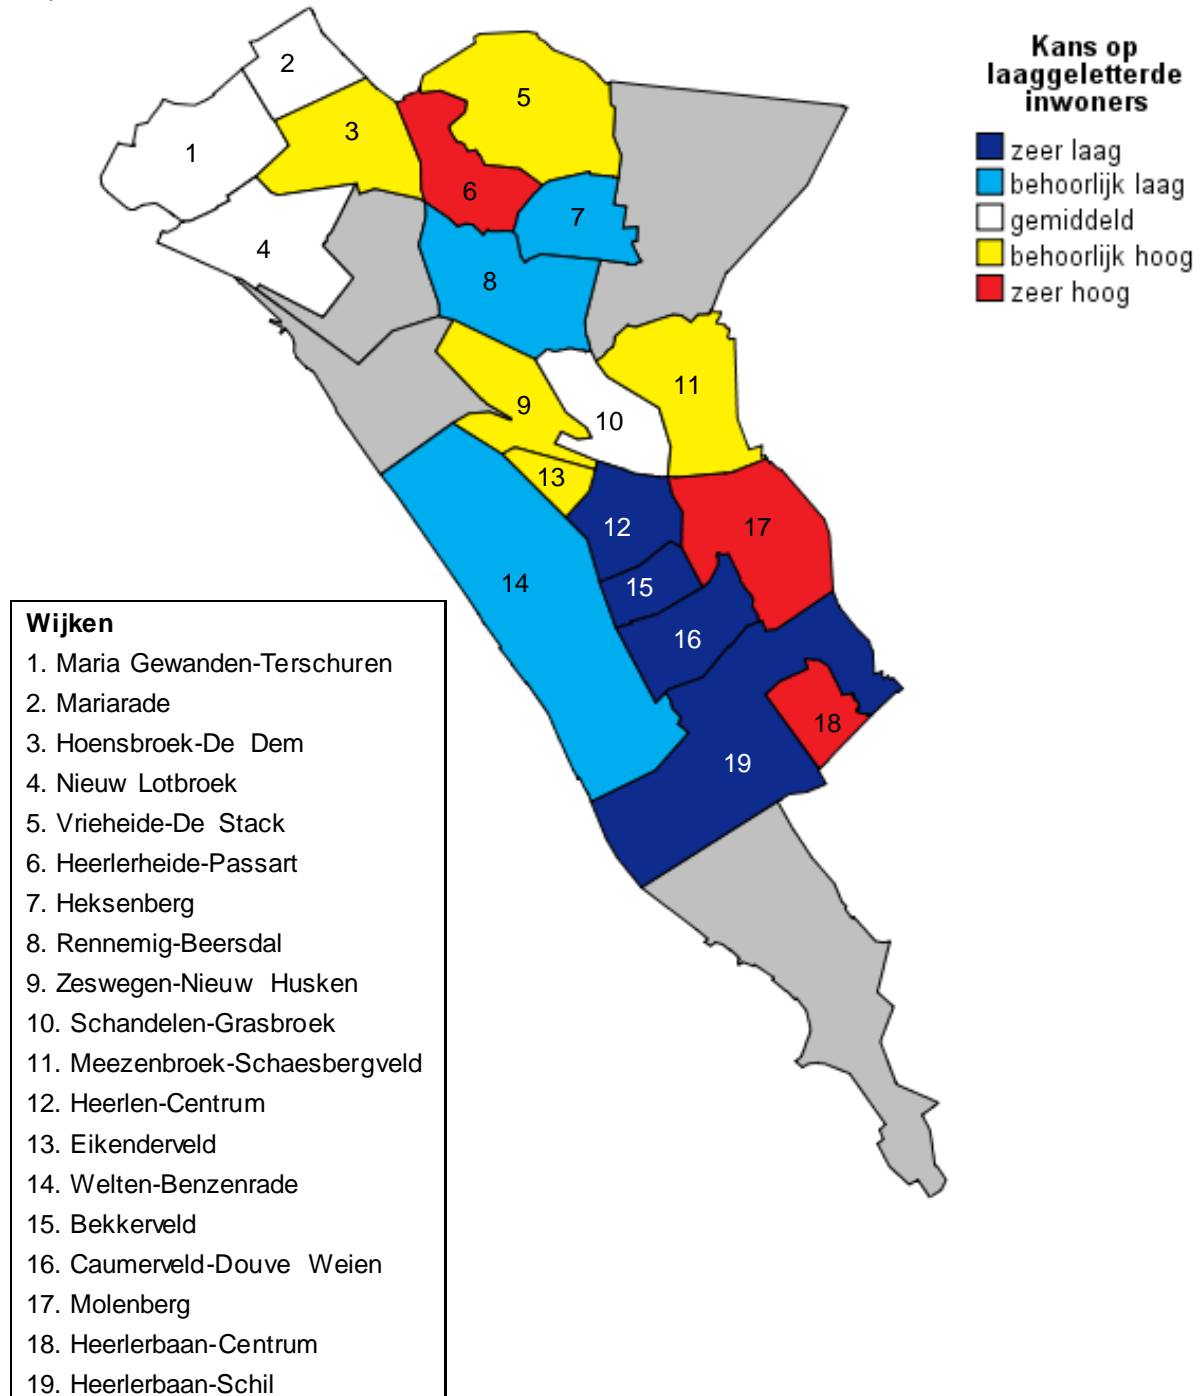 Kans op
laaggeletterde
inwoners
zeer laag
behoorlijk laag
gemiddeld
behoorlijk hoog
zeer hoog
2
5
3
1
6
7
4
8
11
9
10
13
12
17
14
15
16
18
19
Wijken
1. Maria Gewanden-Terschuren
2. Mariarade
3. Hoensbroek-De Dem
4. Nieuw Lotbroek
5. Vrieheide-De Stack
6. Heerlerheide-Passart
7. Heksenberg
8. Rennemig-Beersdal
9. Zeswegen-Nieuw Husken
10. Schandelen-Grasbroek
11. Meezenbroek-Schaesbergveld
12. Heerlen-Centrum
13. Eikenderveld
14. Welten-Benzenrade
15. Bekkerveld
16. Caumerveld-Douve Weien
17. Molenberg
18. Heerlerbaan-Centrum
19. Heerlerbaan-Schil